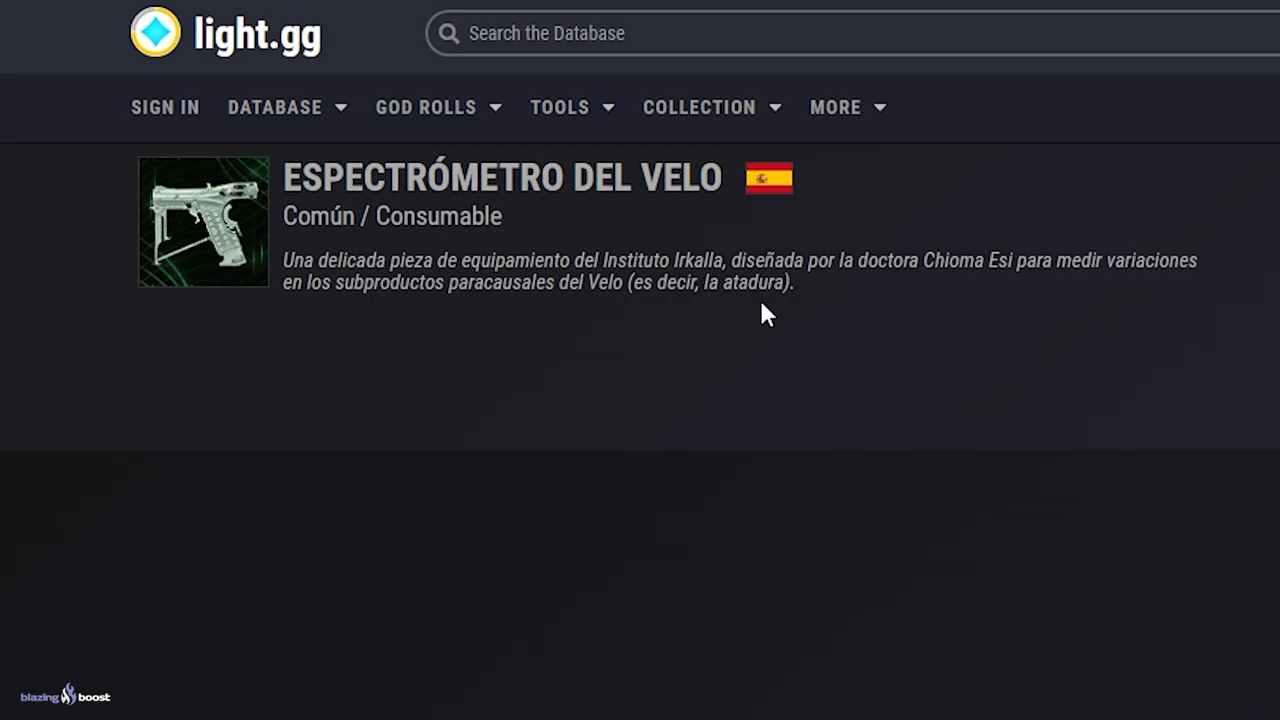 light.gg
Search the Database
SIGN IN DATABASE GOD ROLLS TOOLS COLLECTION MORE
ESPECTRÓMETRO DEL VELO
Común / Consumable
Una delicada pieza de equipamiento del Instituto Irkalla, diseñada por la doctora Chioma Esi para medir variaciones
en los subproductos paracausales del Velo (es decir, la atadura).
blazing boost